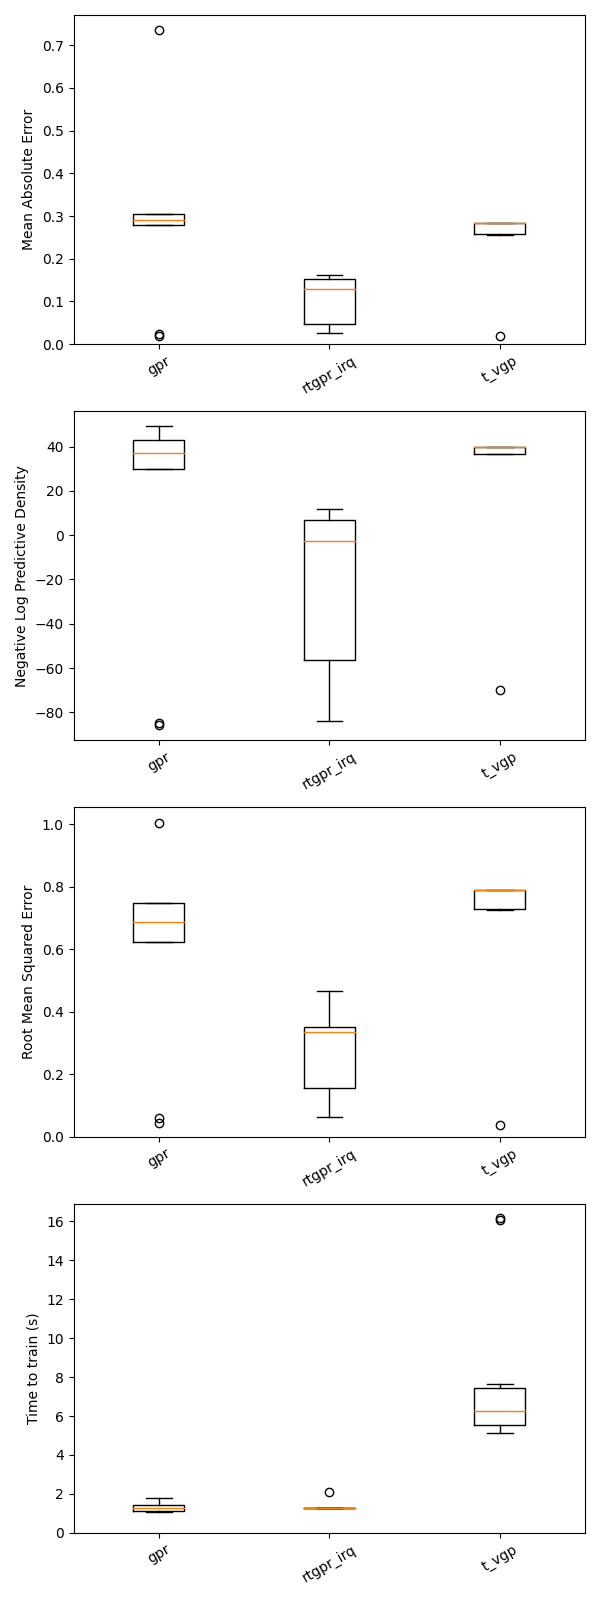 Mean Absolute Error
0.7
0.6
0.5
0.4
0.3
0.2
0.1
0.0
gpr
rtgpr_irq
t_vgp
Negative Log Predictive Density
40
20
0
−20
−40
−60
−80
gpr
rtgpr_irq
t_vgp
Root Mean Squared Error
1.0
0.8
0.6
0.4
0.2
0.0
gpr
rtgpr_irq
t_vgp
Time to train (s)
16
14
12
10
8
6
4
2
0
gpr
rtgpr_irq
t_vgp